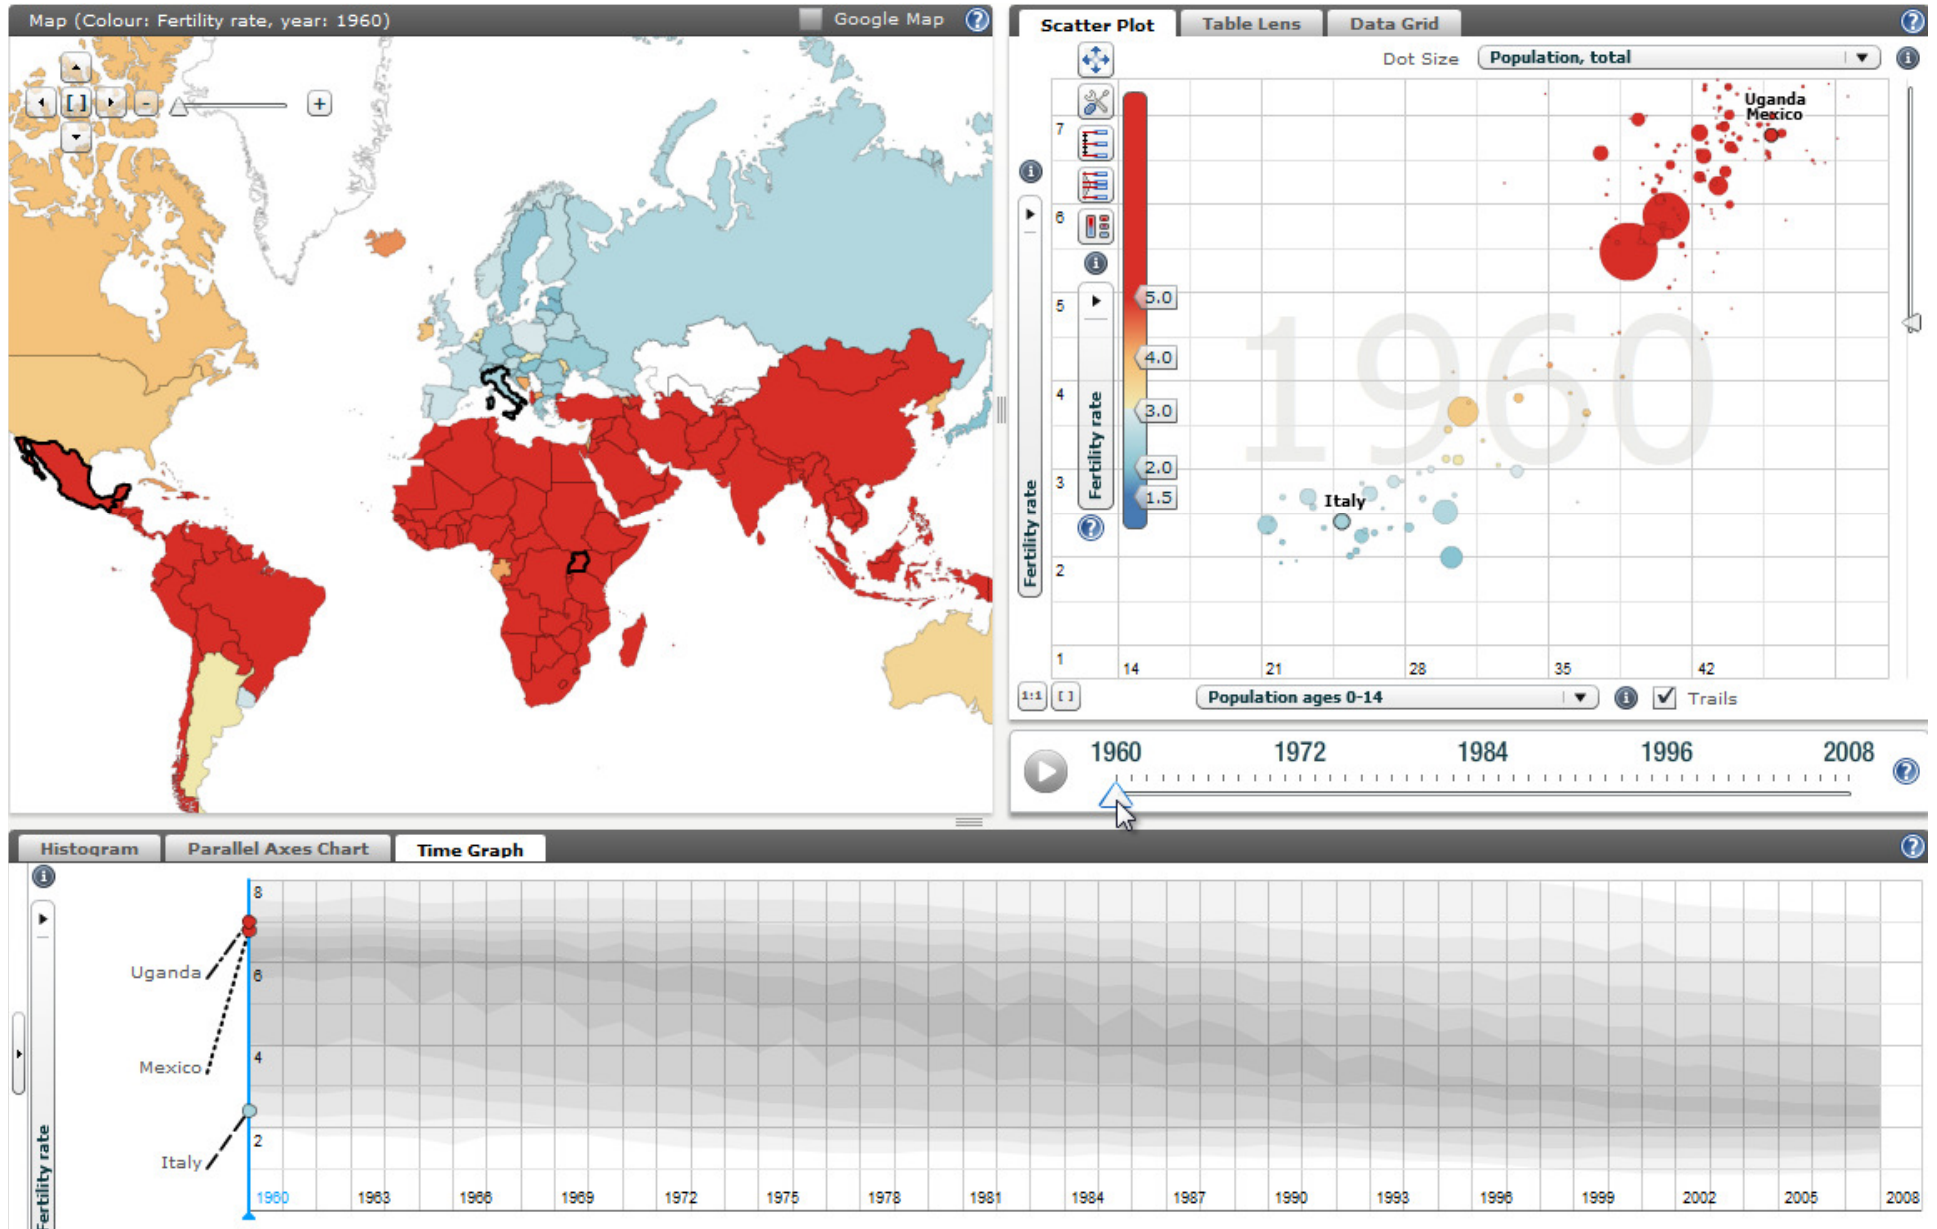 Map (Colour: Fertility rate, year: 1960)
Google Map
?
[ ]
-
+
Scatter Plot
Table Lens
Data Grid
?
Dot Size
Population, total
i
7
6
5
4
3
2
1
i
Fertility rate
i
Fertility rate
?
5.0
4.0
3.0
2.0
1.5
1960
Uganda
Mexico
Italy
14
21
28
35
42
1:1
[ ]
Population ages 0-14
i
Trails
1960
1972
1984
1996
2008
?
Histogram
Parallel Axes Chart
Time Graph
?
i
Fertility rate
8
6
4
2
Uganda
Mexico
Italy
1960
1963
1966
1969
1972
1975
1978
1981
1984
1987
1990
1993
1996
1999
2002
2005
2008